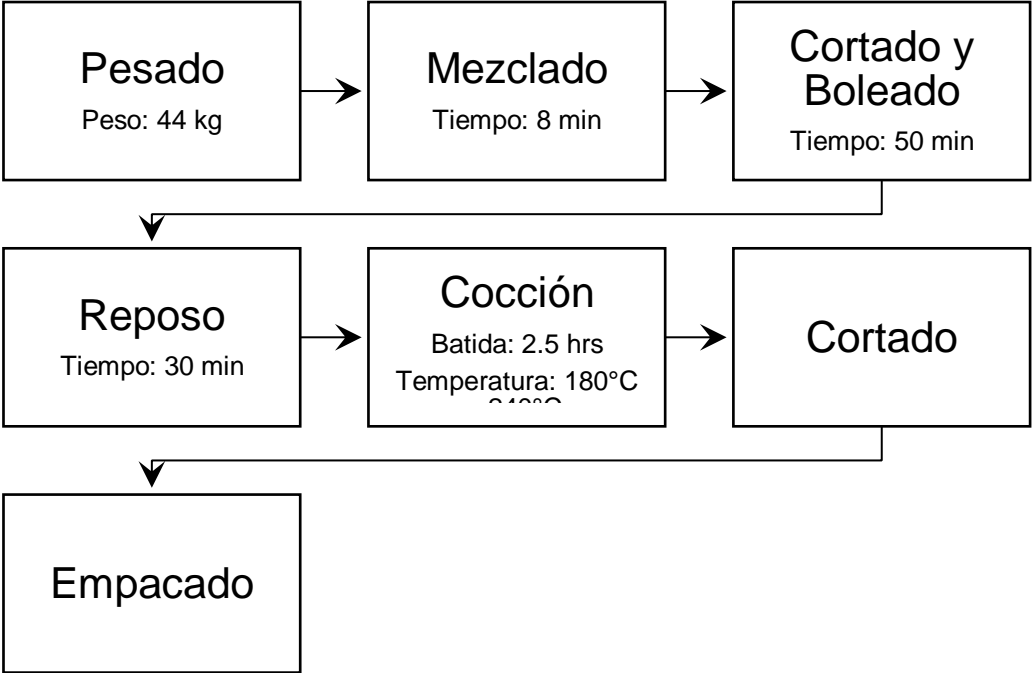 Pesado
Peso: 44 kg
Mezclado
Tiempo: 8 min
Cortado y
Boleado
Tiempo: 50 min
Reposo
Tiempo: 30 min
Cocción
Batida: 2.5 hrs
Temperatura: 180°C
Cortado
Empacado